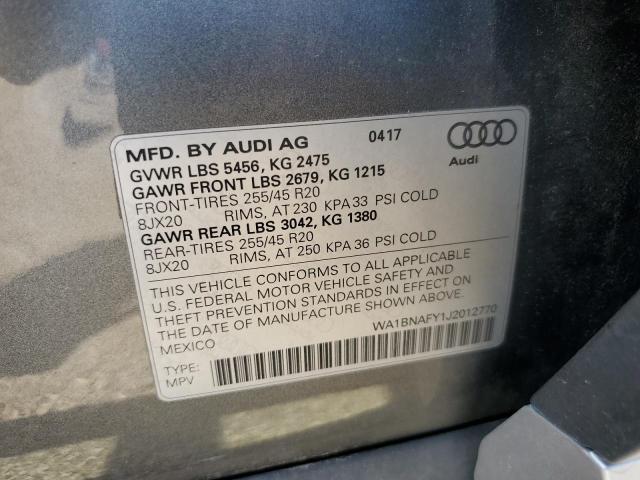 MFD. BY AUDI AG 0417
GVWR LBS 5456, KG 2475
GAWR FRONT LBS 2679, KG 1215
FRONT-TIRES 255/45 R20
8JX20 RIMS, AT 230 KPA 33 PSI COLD
GAWR REAR LBS 3042, KG 1380
REAR-TIRES 255/45 R20
8JX20 RIMS, AT 250 KPA 36 PSI COLD
Audi
THIS VEHICLE CONFORMS TO ALL APPLICABLE
U.S. FEDERAL MOTOR VEHICLE SAFETY AND
THEFT PREVENTION STANDARDS IN EFFECT ON
THE DATE OF MANUFACTURE SHOWN ABOVE.
MEXICO
WA1BNAFY1J2012770
TYPE:
MPV